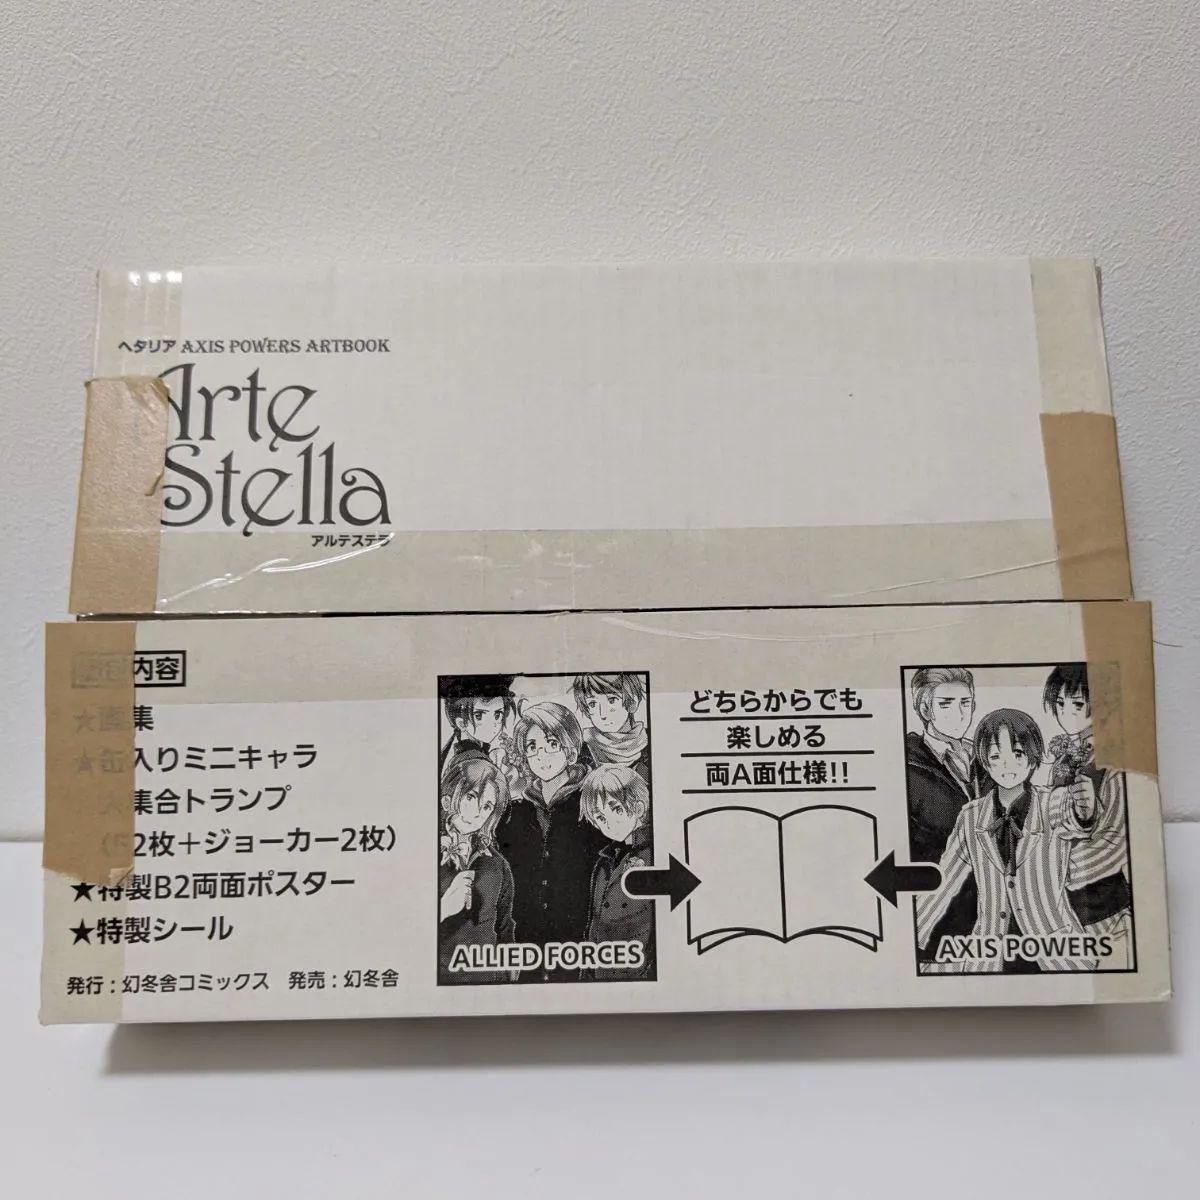 ヘタリア AXIS POWERS ARTBOOK
Arte
Stella
アルテステラ
内容
★画集
★缶入りミニキャラ
大集合トランプ
(52枚+ジョーカー2枚)
★特製B2両面ポスター
★特製シール
発行:幻冬舎コミックス 発売:幻冬舎
ALLIED FORCES
どちらからでも
楽しめる
両A面仕様!!
AXIS POWERS